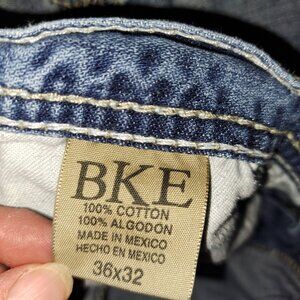 BKE
100% COTTON
100% ALGODON
MADE IN MEXICO
HECHO EN MEXICO
36x32